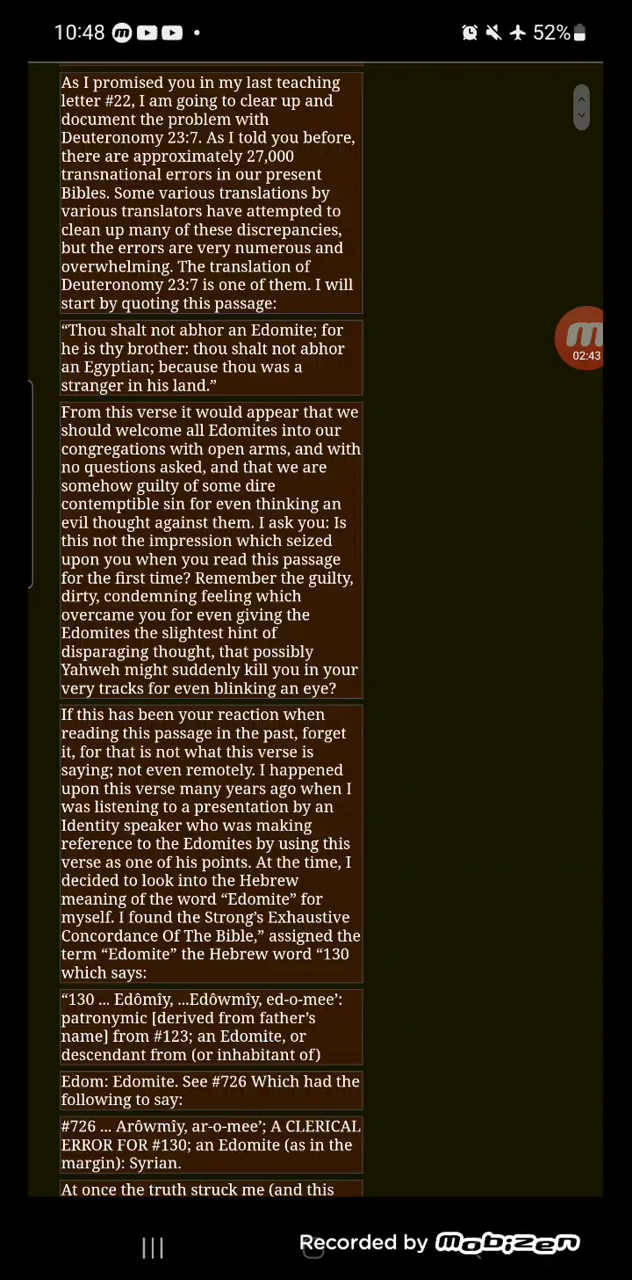 10:48
52%
As I promised you in my last teaching
letter #22, I am going to clear up and
document the problem with
Deuteronomy 23:7. As I told you before,
there are approximately 27,000
transnational errors in our present
Bibles. Some various translations by
various translators have attempted to
clean up many of these discrepancies,
but the errors are very numerous and
overwhelming. The translation of
Deuteronomy 23:7 is one of them. I will
start by quoting this passage:
“Thou shalt not abhor an Edomite; for
he is thy brother: thou shalt not abhor
an Egyptian; because thou was a
stranger in his land.”
02:43
From this verse it would appear that we
should welcome all Edomites into our
congregations with open arms, and with
no questions asked, and that we are
somehow guilty of some dire
contemptible sin for even thinking an
evil thought against them. I ask you: Is
this not the impression which seized
upon you when you read this passage
for the first time? Remember the guilty,
dirty, condemning feeling which
overcame you for even giving the
Edomites the slightest hint of
disparaging thought, that possibly
Yahweh might suddenly kill you in your
very tracks for even blinking an eye?
If this has been your reaction when
reading this passage in the past, forget
it, for that is not what this verse is
saying; not even remotely. I happened
upon this verse many years ago when I
was listening to a presentation by an
Identity speaker who was making
reference to the Edomites by using this
verse as one of his points. At the time, I
decided to look into the Hebrew
meaning of the word “Edomite” for
myself. I found the Strong’s Exhaustive
Concordance Of The Bible,” assigned the
term “Edomite” the Hebrew word “130
which says:
“130 ... Edômîy, ...Edôwmîy, ed-o-mee’:
patronymic [derived from father’s
name] from #123; an Edomite, or
descendant from (or inhabitant of)
Edom: Edomite. See #726 Which had the
following to say:
#726 ... Arôwmîy, ar-o-mee’; A CLERICAL
ERROR FOR #130; an Edomite (as in the
margin): Syrian.
At once the truth struck me (and this
Recorded by mobizen